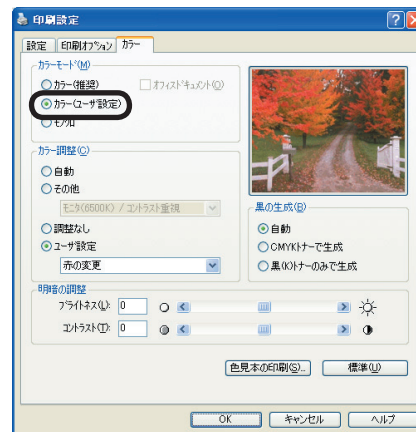 印刷設定
設定 印刷オプション カラー
カラーモード(M)
カラー(推奨) オフィスドキュメント(O)
カラー(ユーザ設定)
モノクロ
カラー調整(C)
自動
その他
モニタ(6500K) / コントラスト重視
調整なし
ユーザ設定
赤の変更
黒の生成(B)
自動
CMYKトナーで生成
黒(K)トナーのみで生成
明暗の調整
ブライトネス(L): 0
コントラスト(T): 0
色見本の印刷(S)... 標準(U)
OK キャンセル ヘルプ